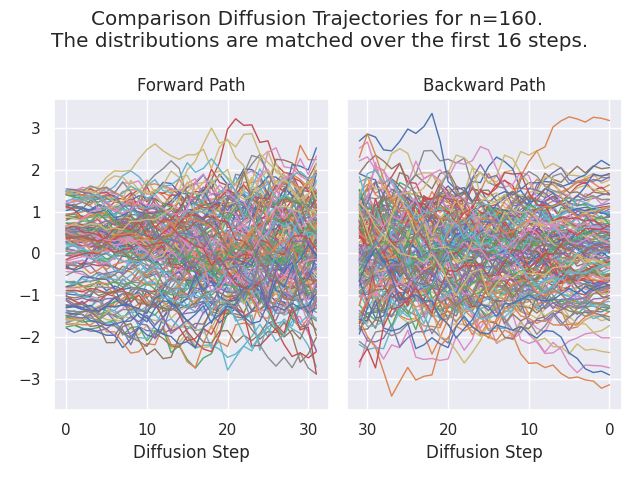 Comparison Diffusion Trajectories for n=160.
The distributions are matched over the first 16 steps.
Forward Path
Backward Path
3
2
1
0
−1
−2
−3
0 10 20 30
30 20 10 0
Diffusion Step
Diffusion Step